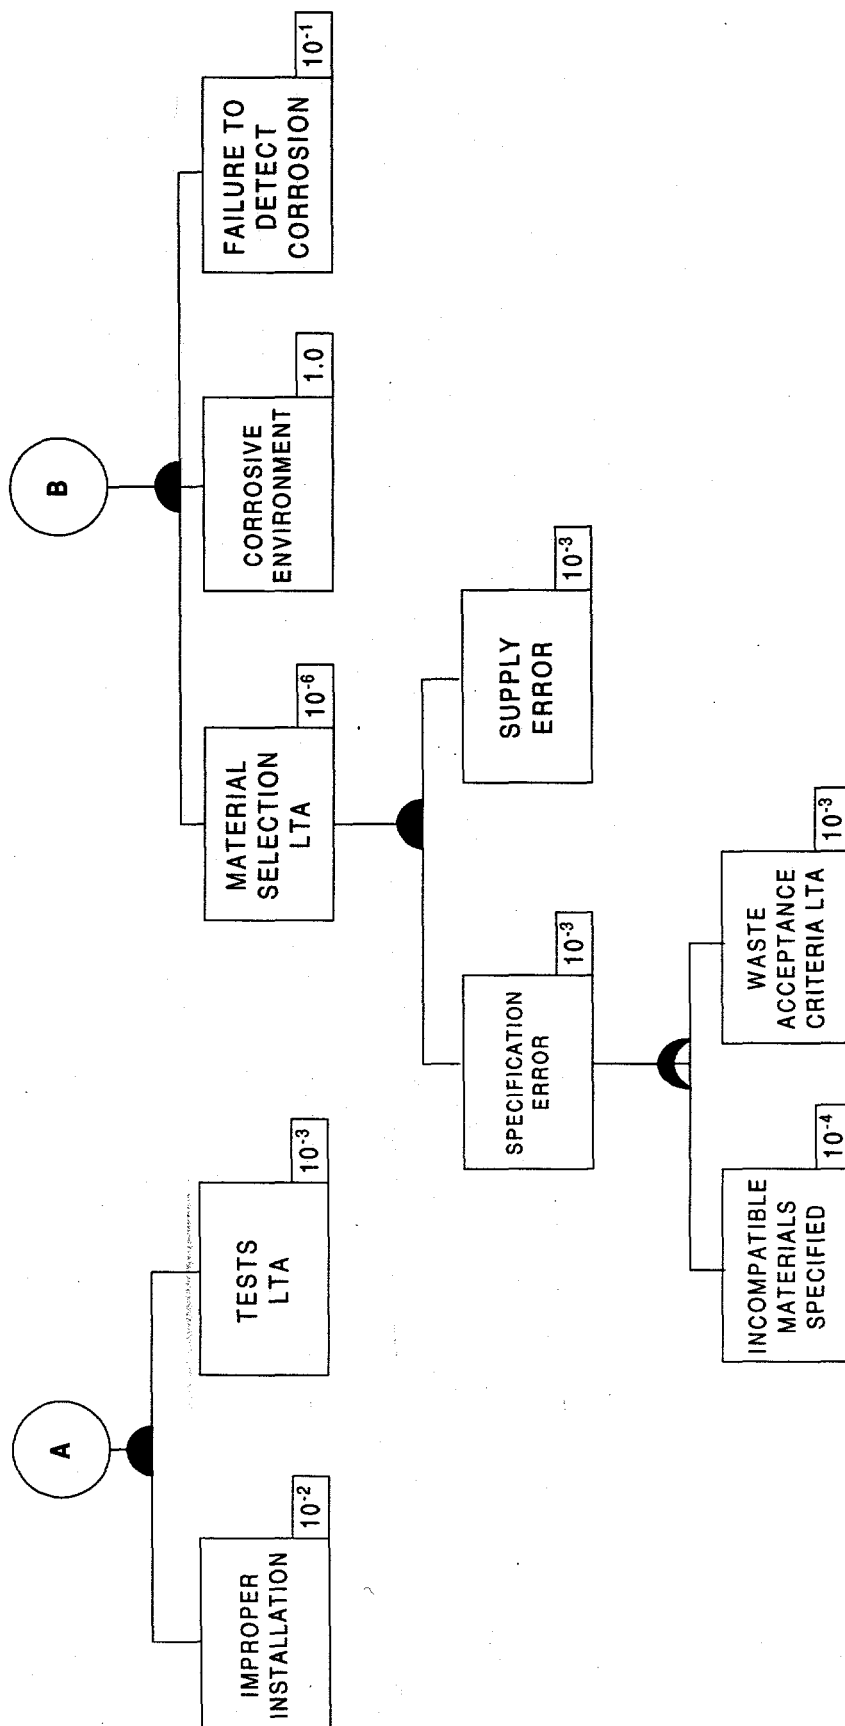 A
IMPROPER
INSTALLATION
10⁻²
TESTS
LTA
10⁻³
B
MATERIAL
SELECTION
LTA
10⁻⁶
CORROSIVE
ENVIRONMENT
1.0
FAILURE TO
DETECT
CORROSION
10⁻¹
SPECIFICATION
ERROR
10⁻³
SUPPLY
ERROR
10⁻³
INCOMPATIBLE
MATERIALS
SPECIFIED
10⁻⁴
WASTE
ACCEPTANCE
CRITERIA LTA
10⁻³